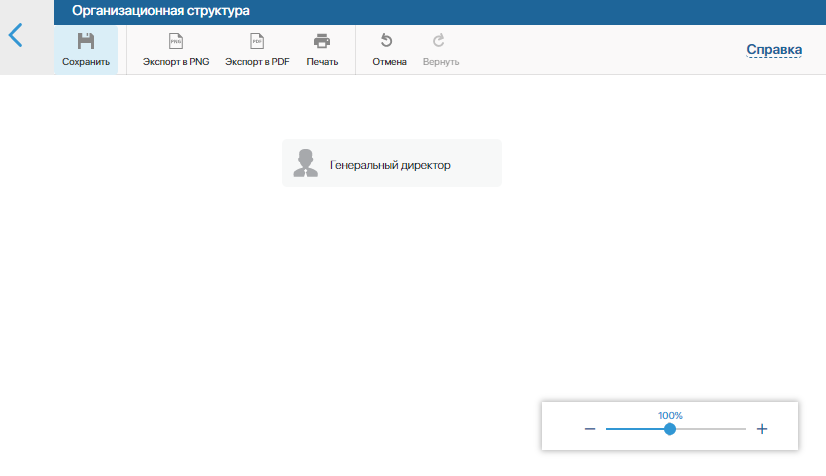 Организационная структура
PNG
PDF
Сохранить
Экспорт в PNG
Экспорт в PDF
Печать
Отмена
Вернуть
Справка
Генеральный директор
100%